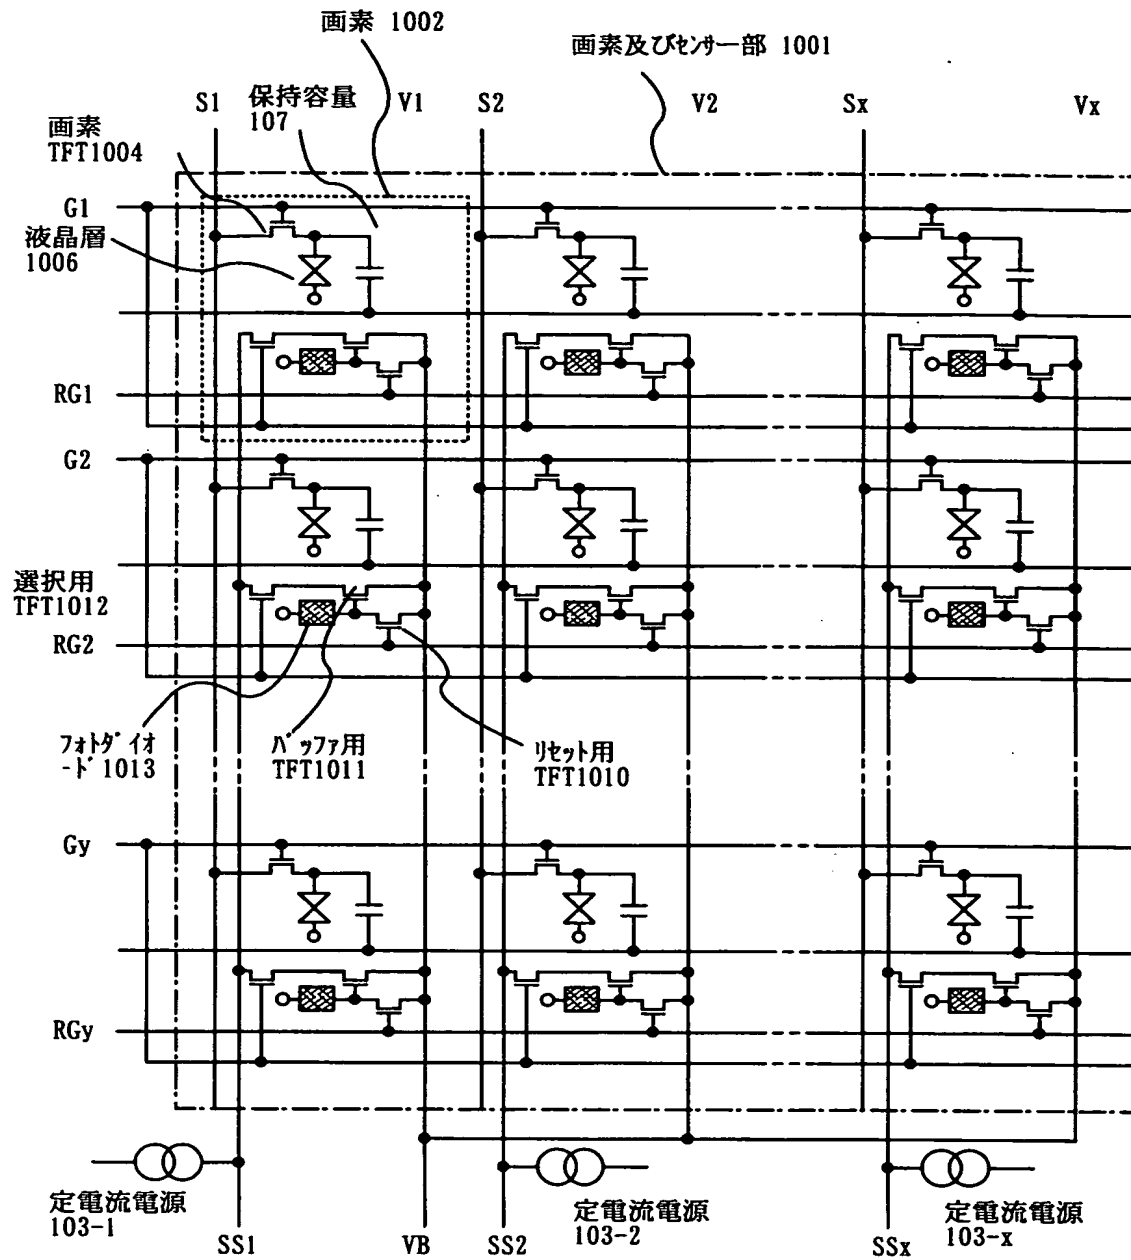 画素 1002
画素及びセンサー部 1001
S1
保持容量
107
V1
S2
V2
Sx
Vx
画素
TFT1004
G1
液晶層
1006
RG1
G2
選択用
TFT1012
RG2
フォトダイオ
ード1013
バッファ用
TFT1011
リセット用
TFT1010
Gy
RGy
定電流電源
103-1
定電流電源
103-2
定電流電源
103-x
SS1
VB
SS2
SSx